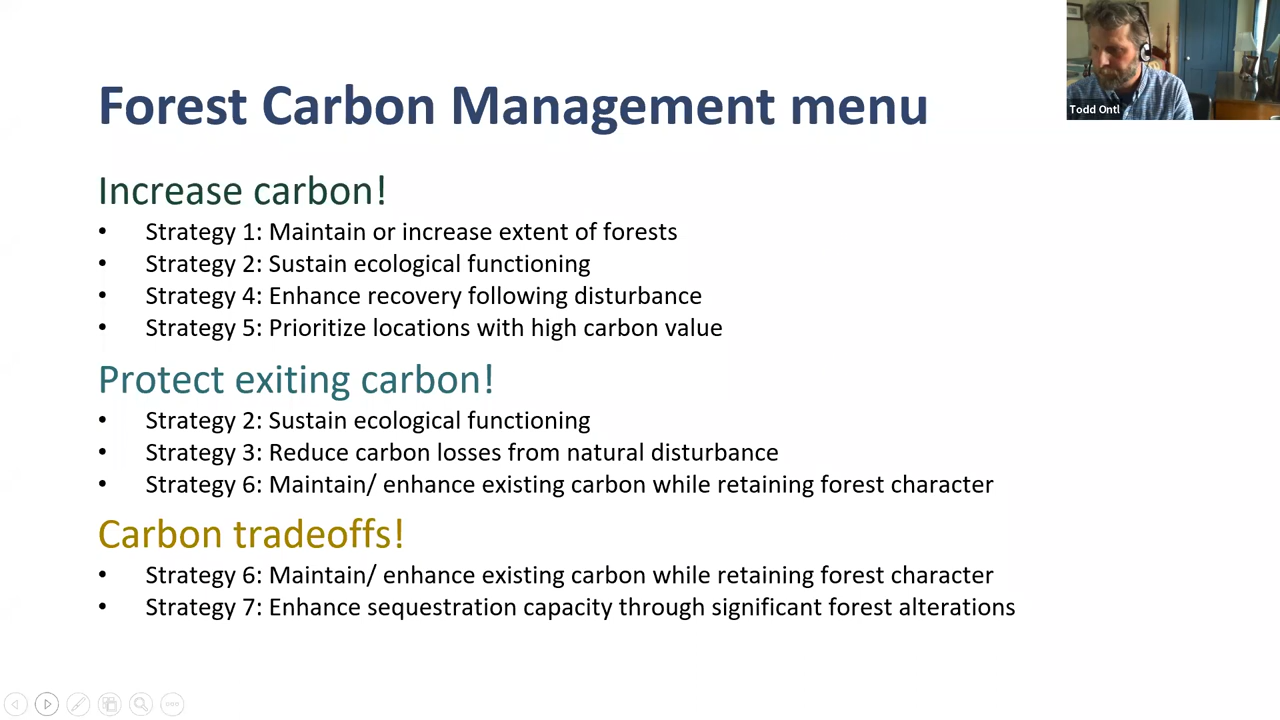 Forest Carbon Management menu
Todd Ontl
Increase carbon!
• Strategy 1: Maintain or increase extent of forests
• Strategy 2: Sustain ecological functioning
• Strategy 4: Enhance recovery following disturbance
• Strategy 5: Prioritize locations with high carbon value
Protect exiting carbon!
• Strategy 2: Sustain ecological functioning
• Strategy 3: Reduce carbon losses from natural disturbance
• Strategy 6: Maintain/ enhance existing carbon while retaining forest character
Carbon tradeoffs!
• Strategy 6: Maintain/ enhance existing carbon while retaining forest character
• Strategy 7: Enhance sequestration capacity through significant forest alterations